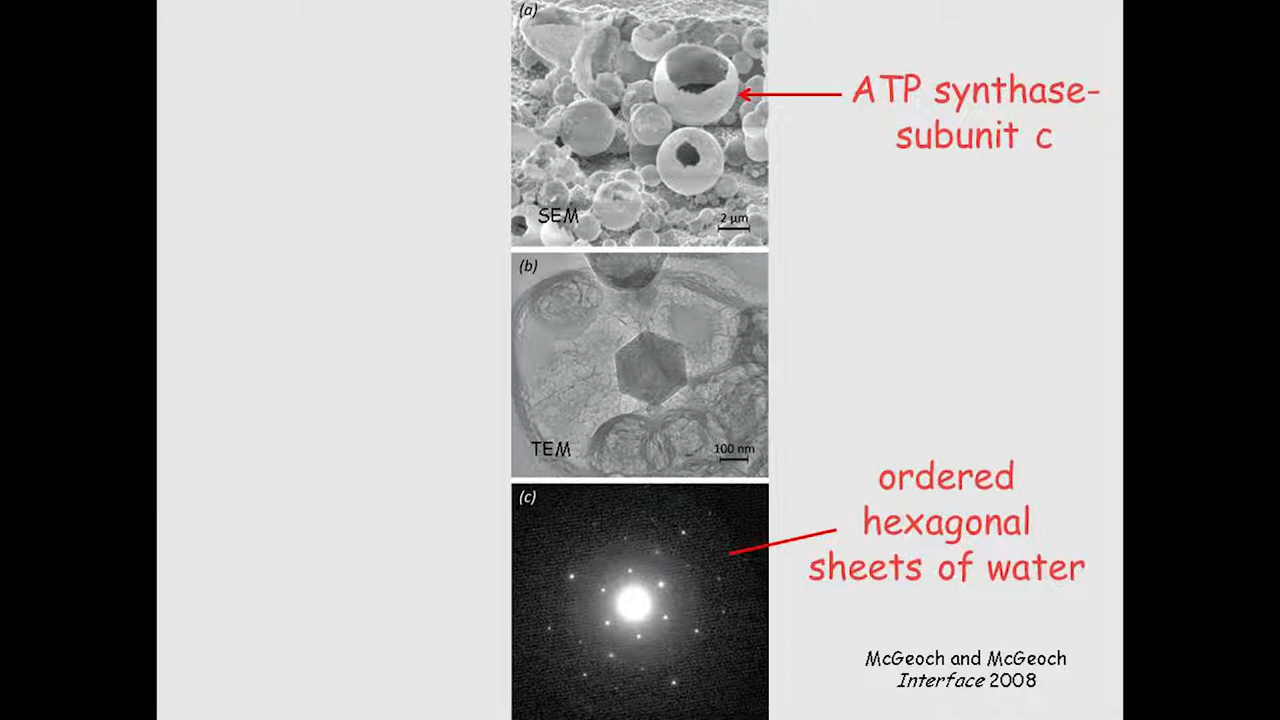 (a)
ATP synthase-
subunit c
SEM
2 µm
(b)
TEM
100 nm
(c)
ordered
hexagonal
sheets of water
McGeoch and McGeoch
Interface 2008